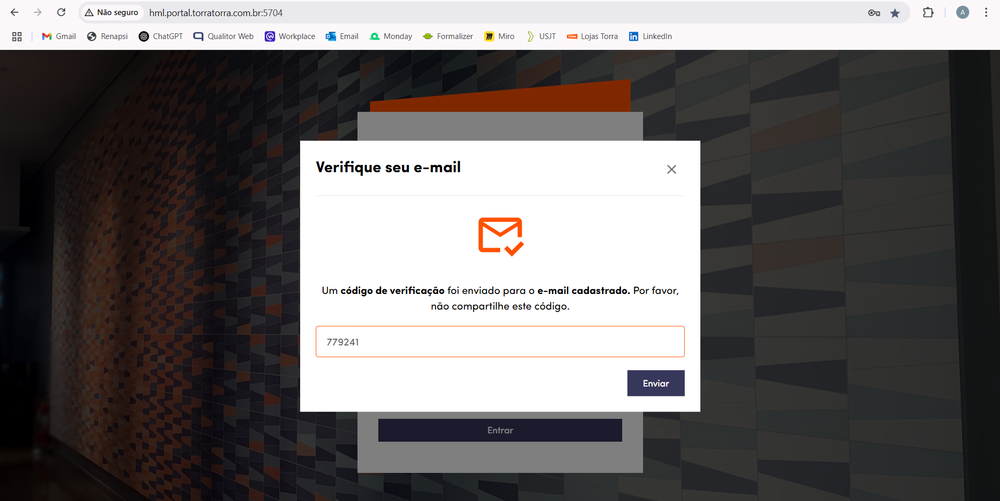 Não seguro hml.portal.torratorra.com.br:5704 A
Gmail Renapsi ChatGPT Qualitor Web Workplace Email Monday Formalizer Miro USJT TORRA Lojas Torra LinkedIn
Verifique seu e-mail
Um código de verificação foi enviado para o e-mail cadastrado. Por favor,
não compartilhe este código.
779241
Enviar
Entrar